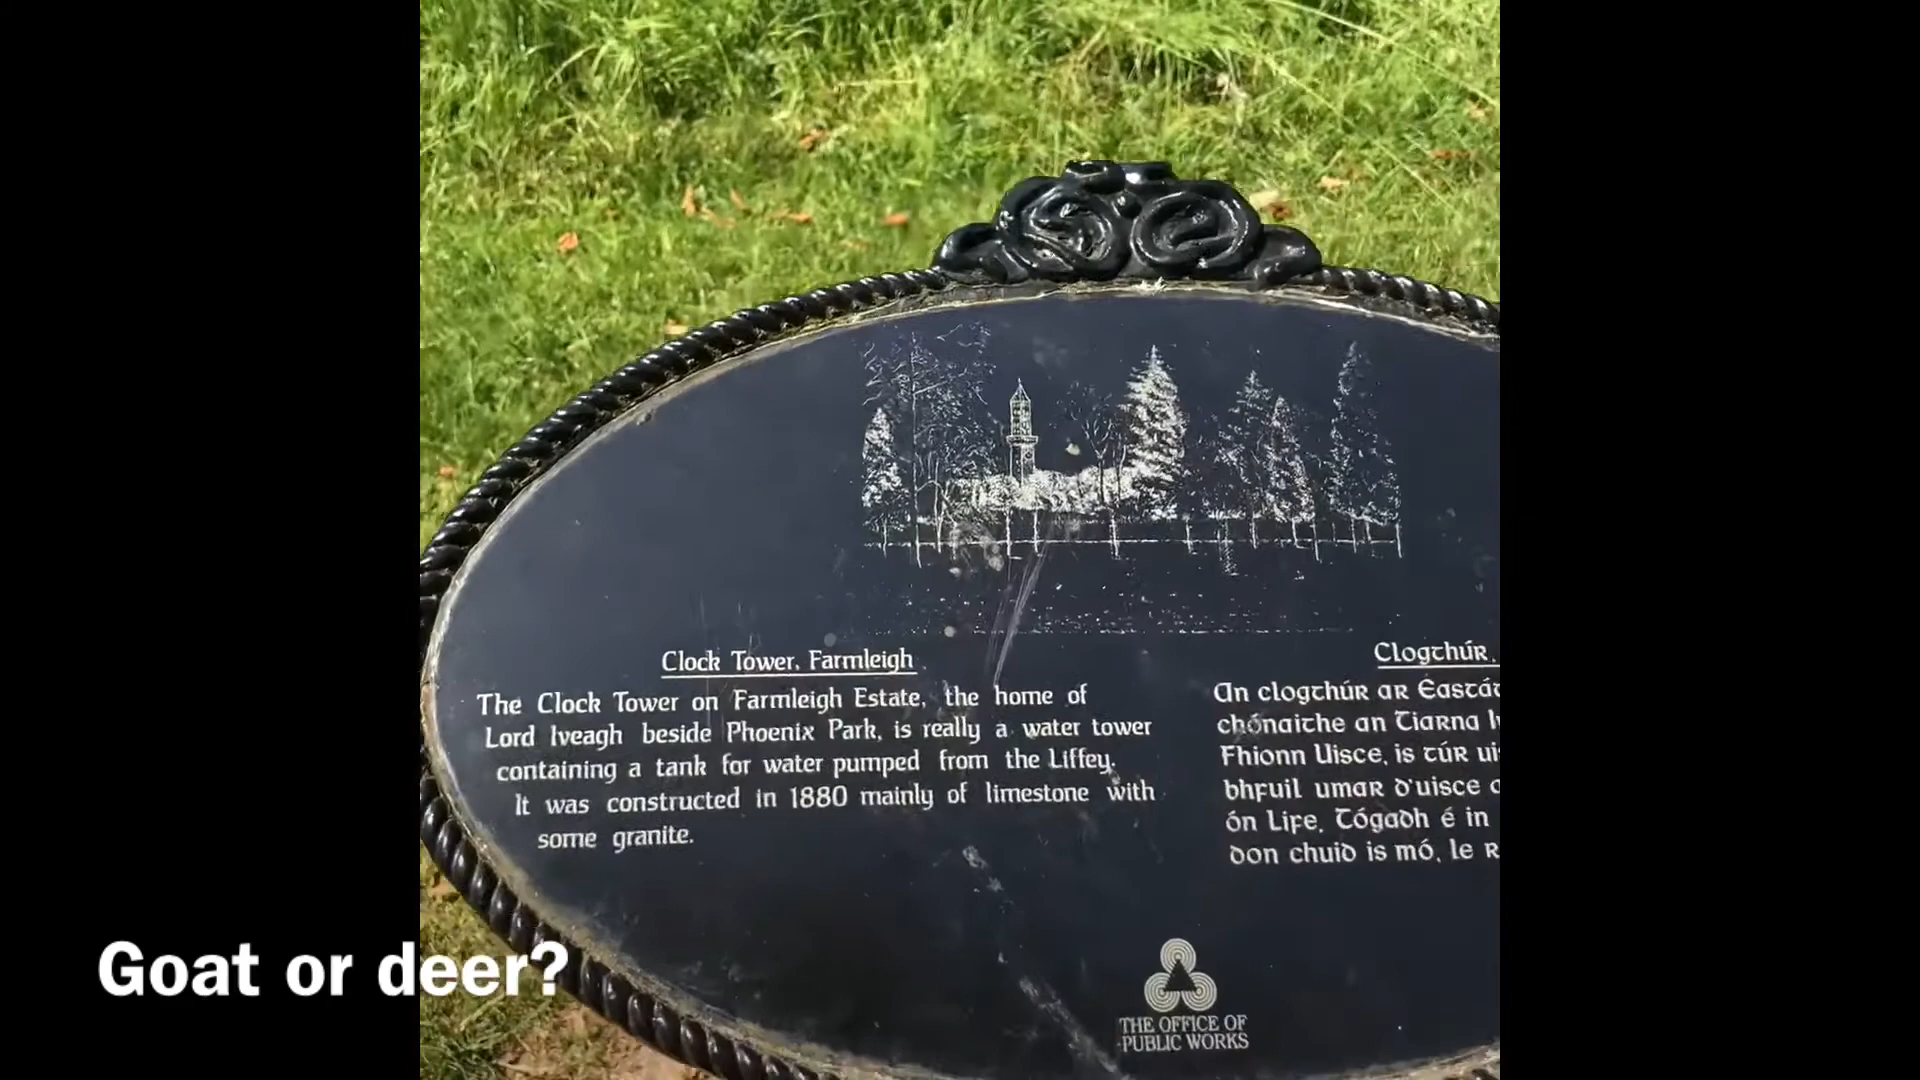 Clock Tower, Farmleigh
The Clock Tower on Farmleigh Estate, the home of
Lord Iveagh beside Phoenix Park, is really a water tower
containing a tank for water pumped from the Liffey.
It was constructed in 1880 mainly of limestone with
some granite.
Clogthúr,
An clogthúr ar
chónaithe an Tiarna
Fhionn Uisce, is túr
bhfuil umar d'uisce
ón Life. Tógadh é in
don chuid is mó, le
THE OFFICE OF
PUBLIC WORKS
Goat or deer?